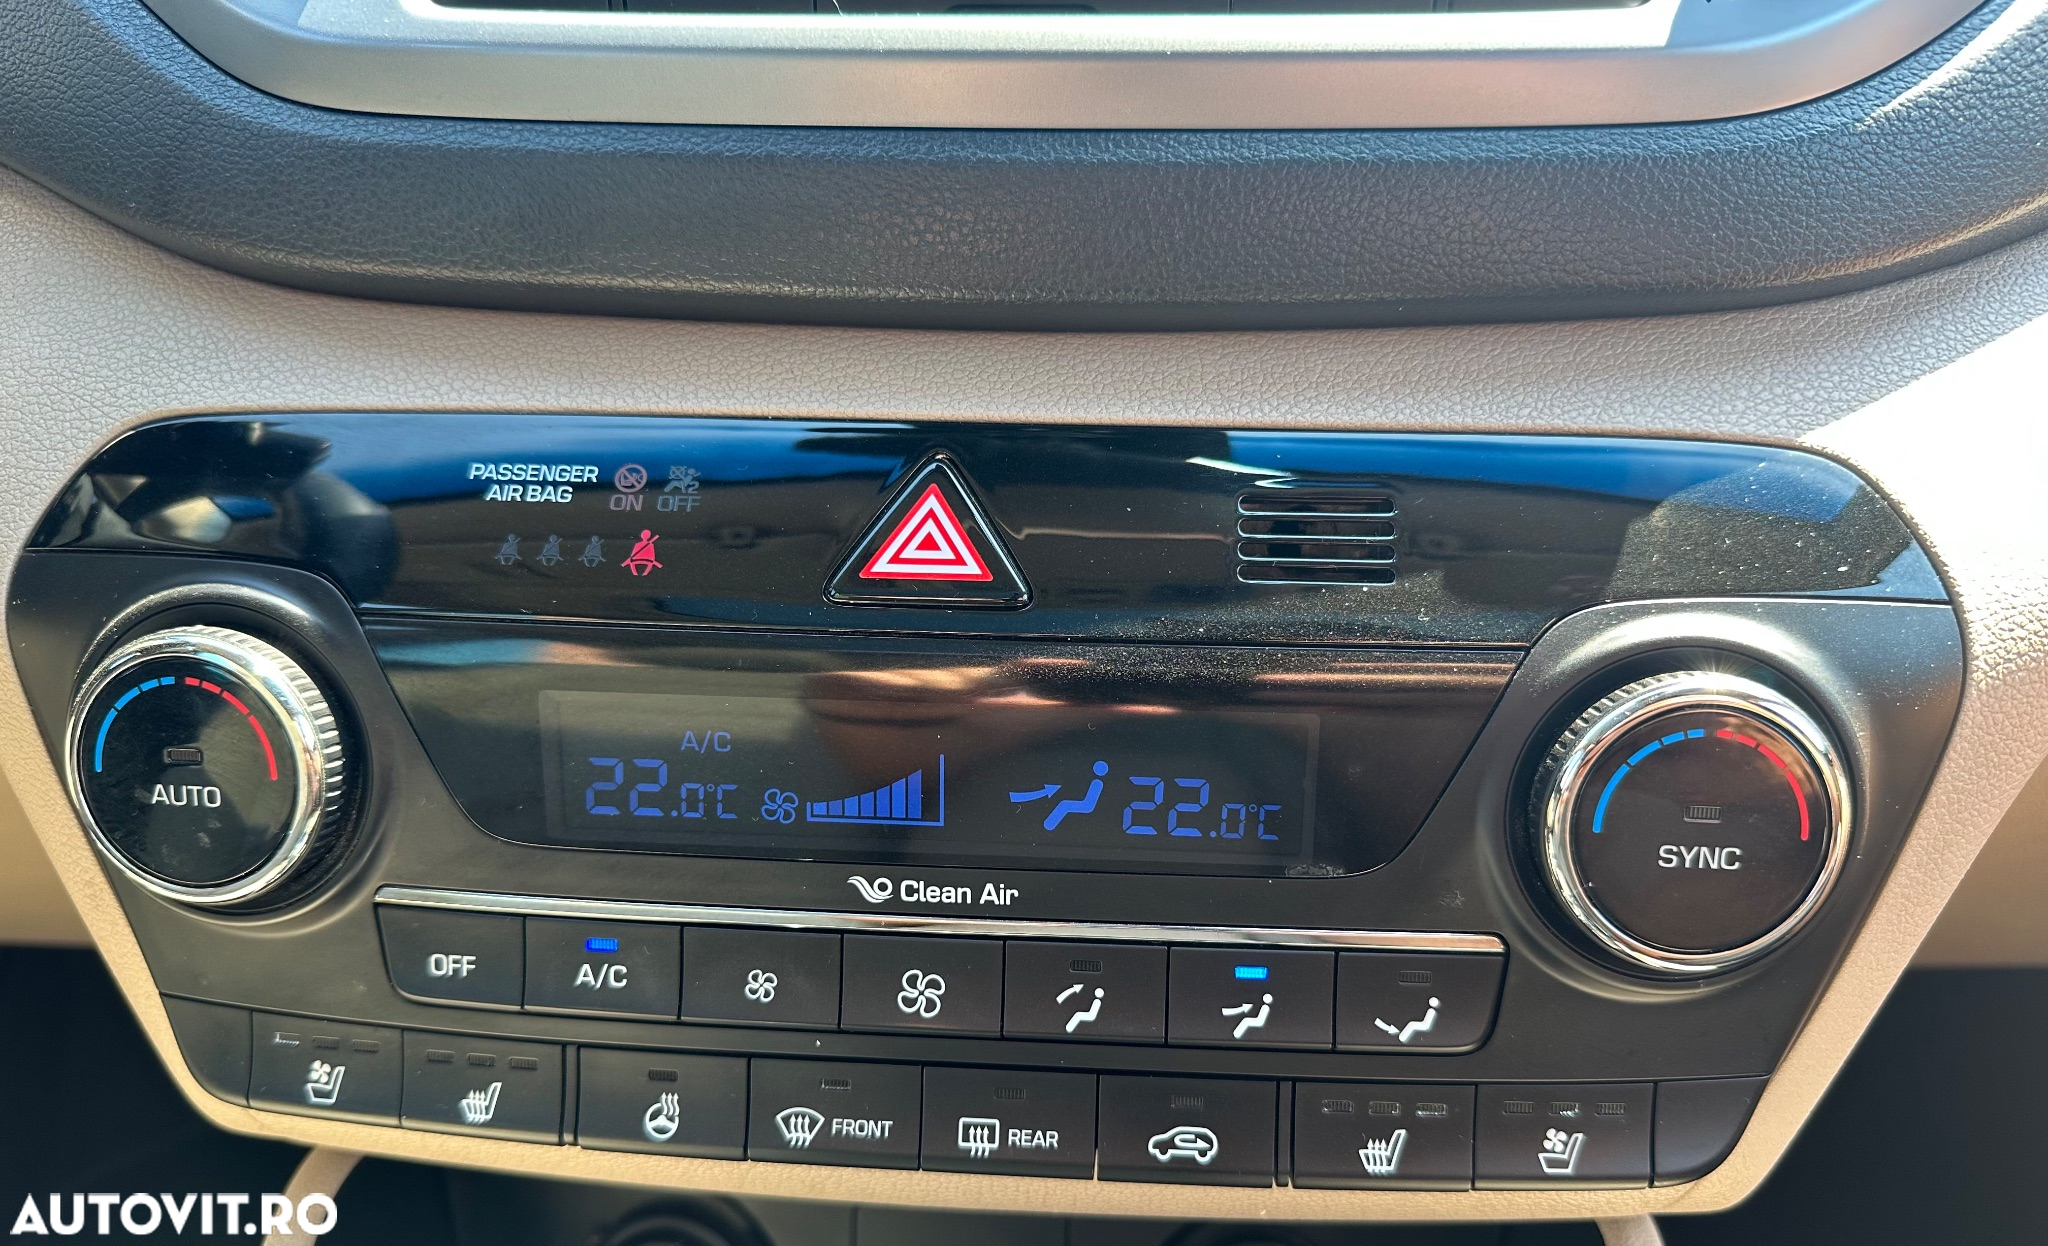 PASSENGER
AIR BAG
ON OFF
A/C
22.0°C 22.0°C
AUTO
SYNC
Clean Air
OFF A/C
FRONT REAR
AUTOVIT.RO